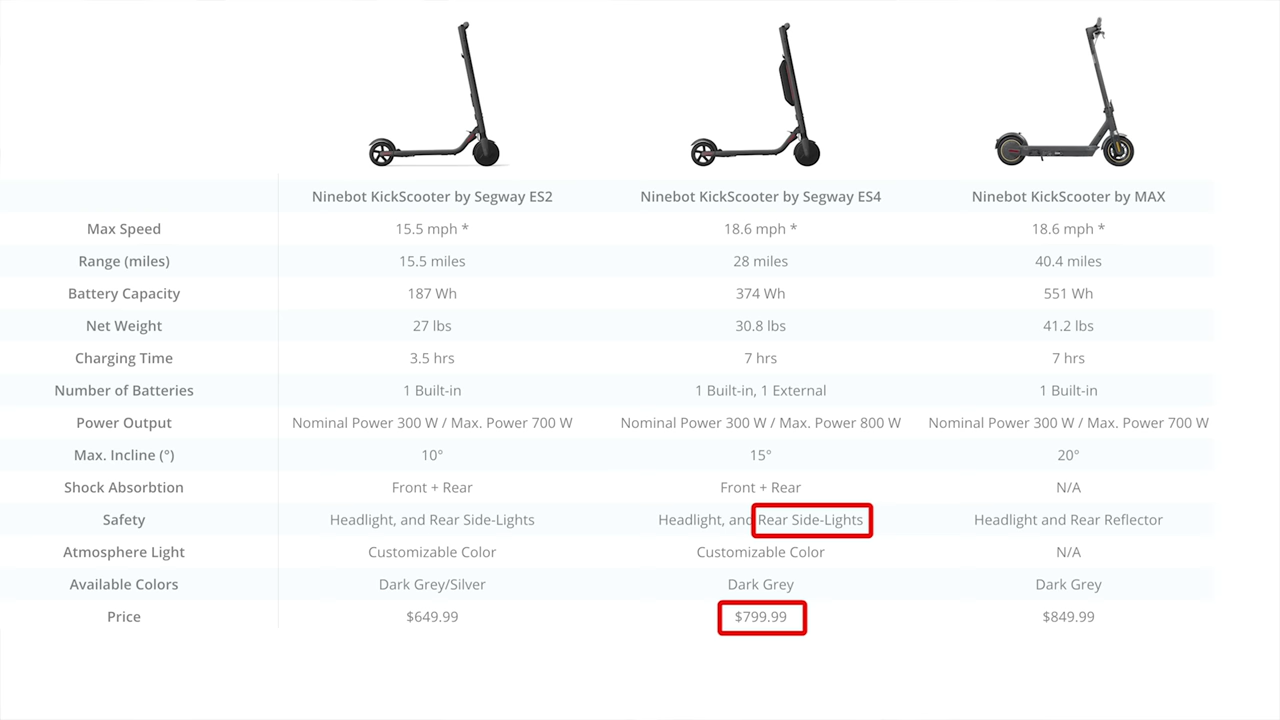 Ninebot KickScooter by Segway ES2 Ninebot KickScooter by Segway ES4 Ninebot KickScooter by MAX
Max Speed 15.5 mph * 18.6 mph * 18.6 mph *
Range (miles) 15.5 miles 28 miles 40.4 miles
Battery Capacity 187 Wh 374 Wh 551 Wh
Net Weight 27 lbs 30.8 lbs 41.2 lbs
Charging Time 3.5 hrs 7 hrs 7 hrs
Number of Batteries 1 Built-in 1 Built-in, 1 External 1 Built-in
Power Output Nominal Power 300 W / Max. Power 700 W Nominal Power 300 W / Max. Power 800 W Nominal Power 300 W / Max. Power 700 W
Max. Incline (°) 10° 15° 20°
Shock Absorbtion Front + Rear Front + Rear N/A
Safety Headlight, and Rear Side-Lights Headlight, and Rear Side-Lights Headlight and Rear Reflector
Atmosphere Light Customizable Color Customizable Color N/A
Available Colors Dark Grey/Silver Dark Grey Dark Grey
Price $649.99 $799.99 $849.99